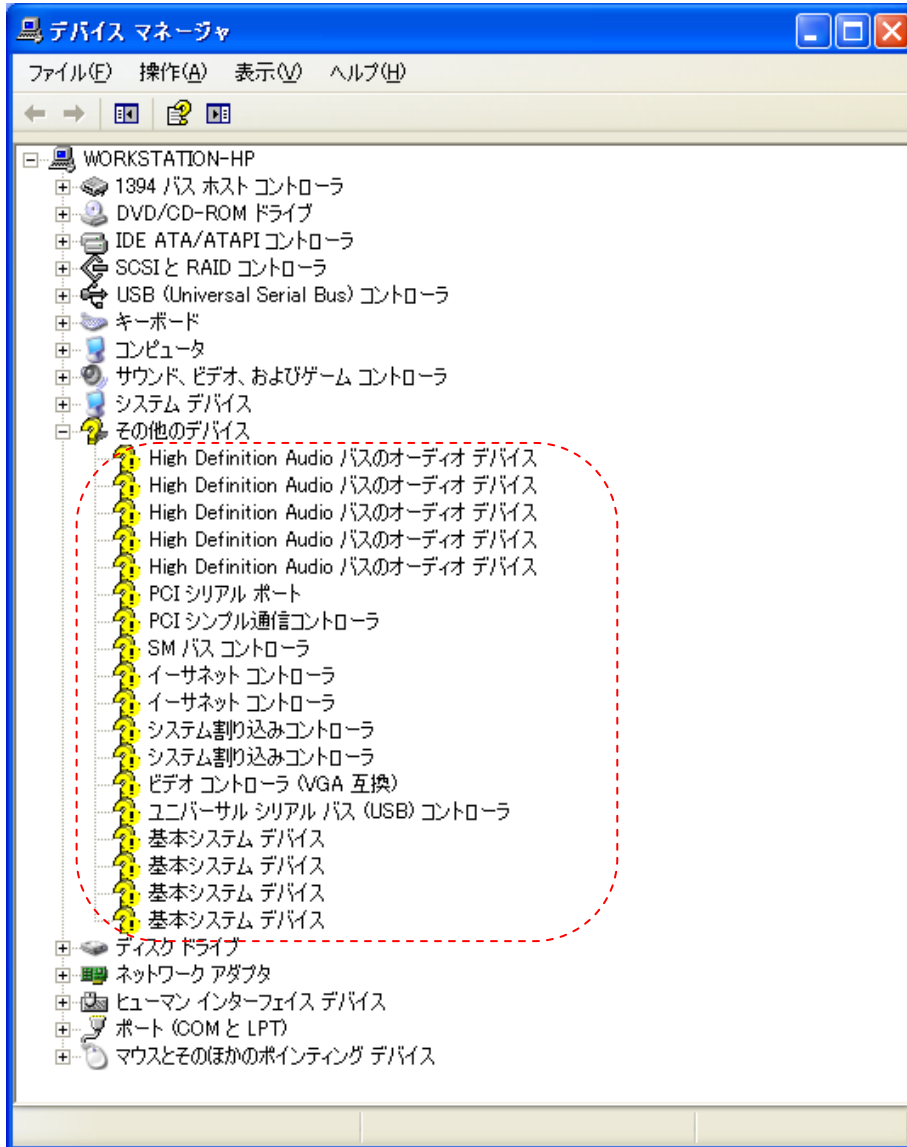 デバイス マネージャ
ファイル(F) 操作(A) 表示(V) ヘルプ(H)
WORKSTATION-HP
1394 バス ホスト コントローラ
DVD/CD-ROM ドライブ
IDE ATA/ATAPI コントローラ
SCSI と RAID コントローラ
USB (Universal Serial Bus) コントローラ
キーボード
コンピュータ
サウンド、ビデオ、およびゲーム コントローラ
システム デバイス
その他のデバイス
High Definition Audio バスのオーディオ デバイス
High Definition Audio バスのオーディオ デバイス
High Definition Audio バスのオーディオ デバイス
High Definition Audio バスのオーディオ デバイス
High Definition Audio バスのオーディオ デバイス
PCI シリアル ポート
PCI シンプル通信コントローラ
SM バス コントローラ
イーサネット コントローラ
イーサネット コントローラ
システム割り込みコントローラ
システム割り込みコントローラ
ビデオ コントローラ (VGA 互換)
ユニバーサル シリアル バス (USB) コントローラ
基本システム デバイス
基本システム デバイス
基本システム デバイス
基本システム デバイス
ディスク ドライブ
ネットワーク アダプタ
ヒューマン インターフェイス デバイス
ポート (COM と LPT)
マウスとそのほかのポインティング デバイス